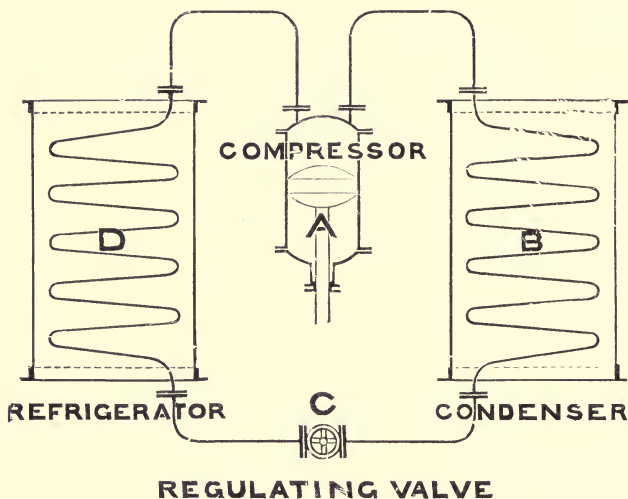 COMPRESSOR
A
D
B
REFRIGERATOR
C
CONDENSER
REGULATING VALVE